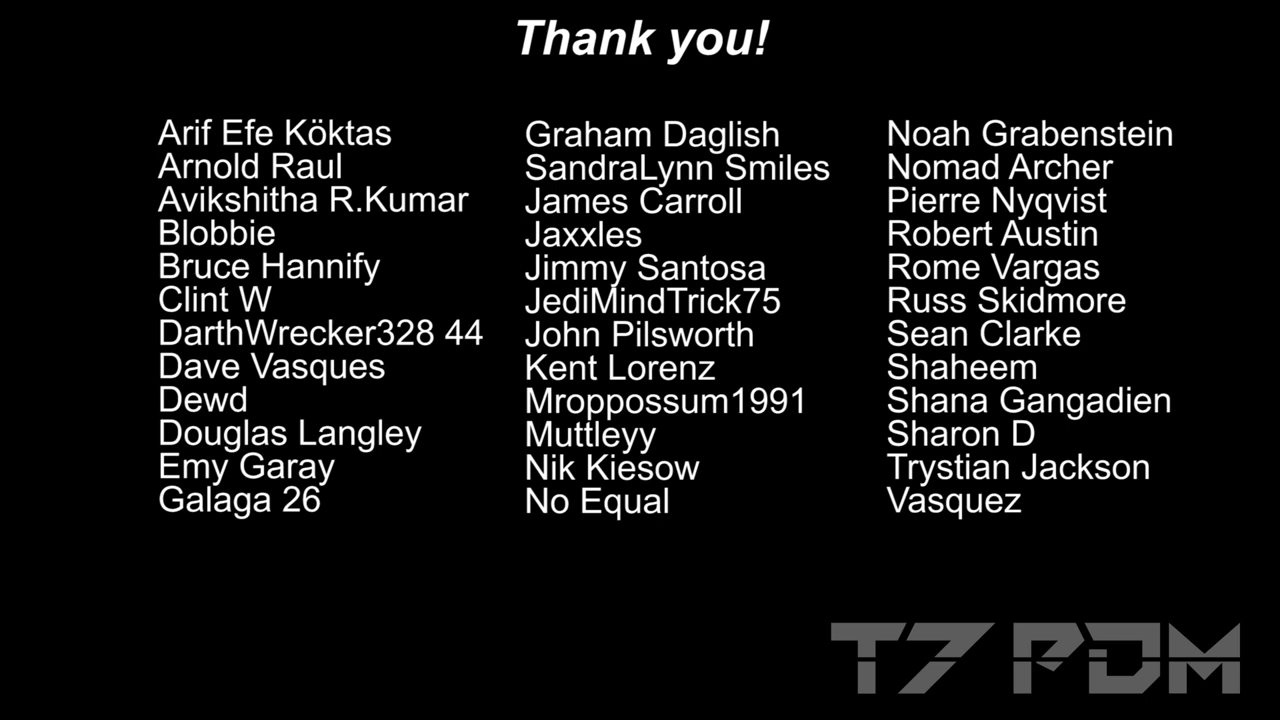 Thank you!
Arif Efe Köktas
Arnold Raul
Avikshitha R.Kumar
Blobbie
Bruce Hannify
Clint W
DarthWrecker328 44
Dave Vasques
Dewd
Douglas Langley
Emy Garay
Galaga 26
Graham Daglish
SandraLynn Smiles
James Carroll
Jaxxles
Jimmy Santosa
JediMindTrick75
John Pilsworth
Kent Lorenz
Mroppossum1991
Muttleyy
Nik Kiesow
No Equal
Noah Grabenstein
Nomad Archer
Pierre Nyqvist
Robert Austin
Rome Vargas
Russ Skidmore
Sean Clarke
Shaheem
Shana Gangadien
Sharon D
Trystian Jackson
Vasquez
T7 PDM